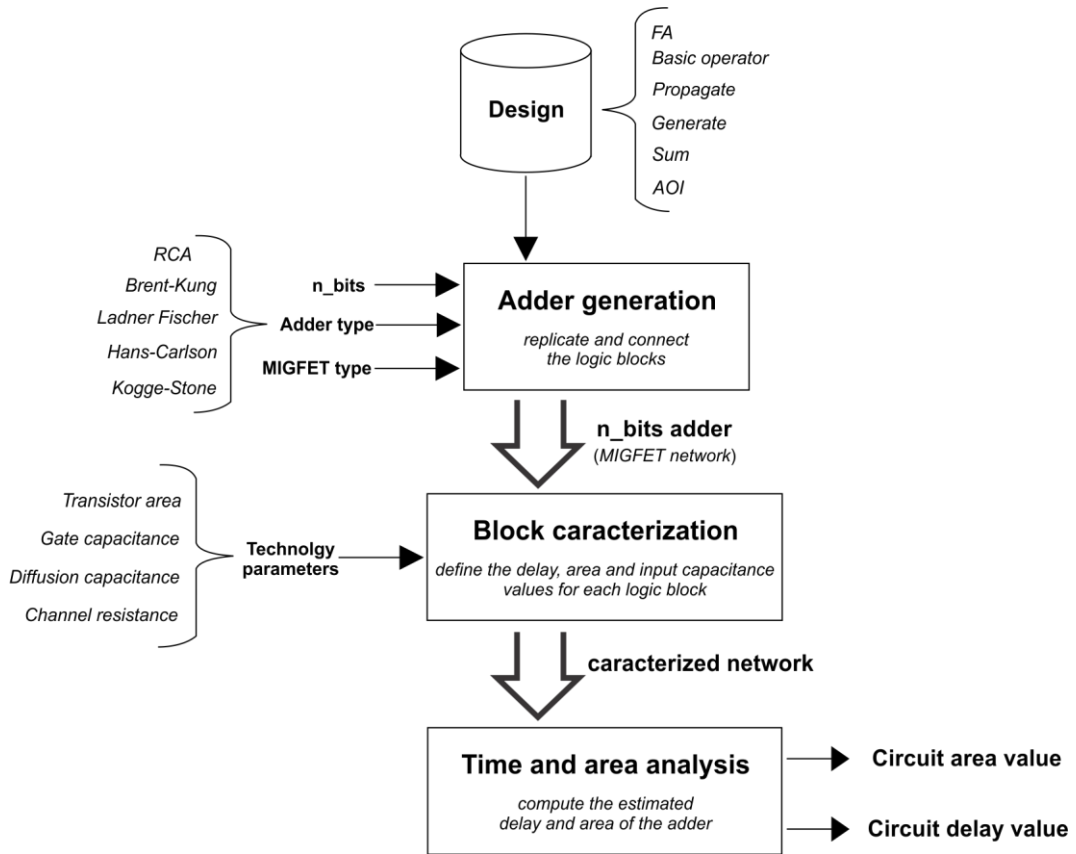 Design
FA
Basic operator
Propagate
Generate
Sum
AOI
RCA
Brent-Kung
Ladner Fischer
Hans-Carlson
Kogge-Stone
n_bits
Adder type
MIGFET type
Adder generation
replicate and connect
the logic blocks
n_bits adder
(MIGFET network)
Transistor area
Gate capacitance
Diffusion capacitance
Channel resistance
Technolgy
parameters
Block caracterization
define the delay, area and input capacitance
values for each logic block
caracterized network
Time and area analysis
compute the estimated
delay and area of the adder
Circuit area value
Circuit delay value